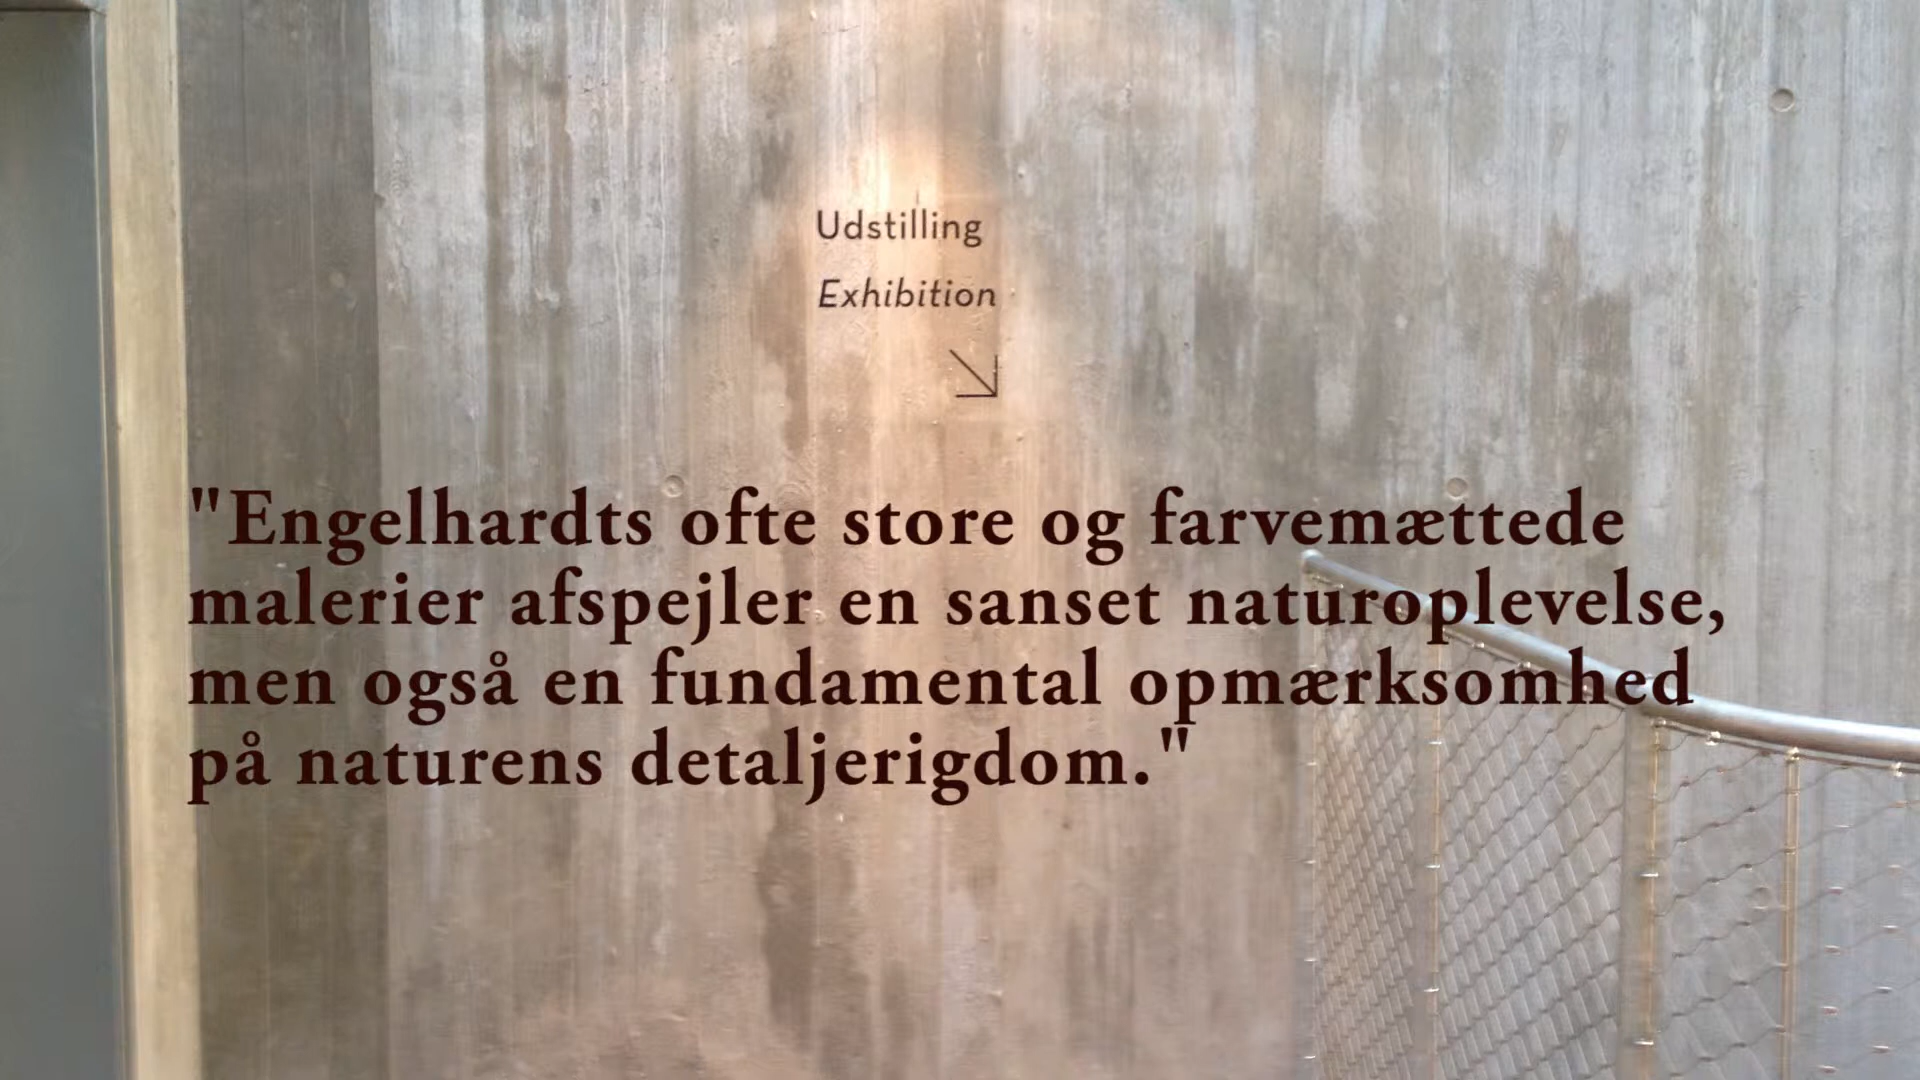 Udstilling
Exhibition
"Engelhardts ofte store og farvemættede
malerier afspejler en sanset naturoplevelse,
men også en fundamental opmærksomhed
på naturens detaljerigdom."